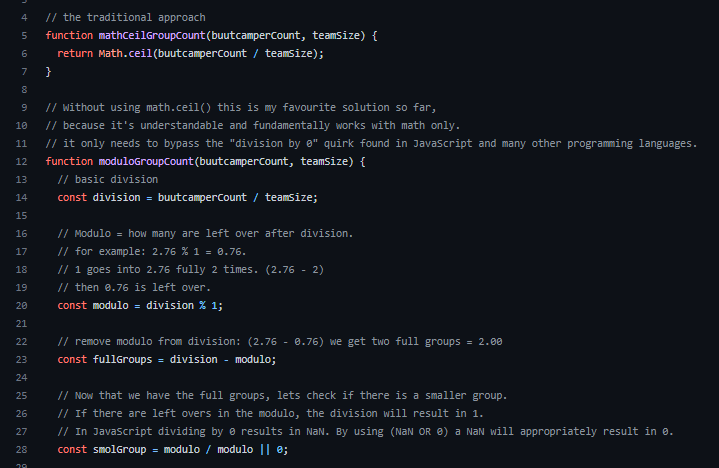 4 // the traditional approach
5 function mathCeilGroupCount(buutcamperCount, teamSize) {
6 return Math.ceil(buutcamperCount / teamSize);
7 }
8
9 // Without using math.ceil() this is my favourite solution so far,
10 // because it's understandable and fundamentally works with math only.
11 // it only needs to bypass the "division by 0" quirk found in JavaScript and many other programming languages.
12 function moduloGroupCount(buutcamperCount, teamSize) {
13 // basic division
14 const division = buutcamperCount / teamSize;
15
16 // Modulo = how many are left over after division.
17 // for example: 2.76 % 1 = 0.76.
18 // 1 goes into 2.76 fully 2 times. (2.76 - 2)
19 // then 0.76 is left over.
20 const modulo = division % 1;
21
22 // remove modulo from division: (2.76 - 0.76) we get two full groups = 2.00
23 const fullGroups = division - modulo;
24
25 // Now that we have the full groups, lets check if there is a smaller group.
26 // If there are left overs in the modulo, the division will result in 1.
27 // In JavaScript dividing by 0 results in NaN. By using (NaN OR 0) a NaN will appropriately result in 0.
28 const smolGroup = modulo / modulo || 0;